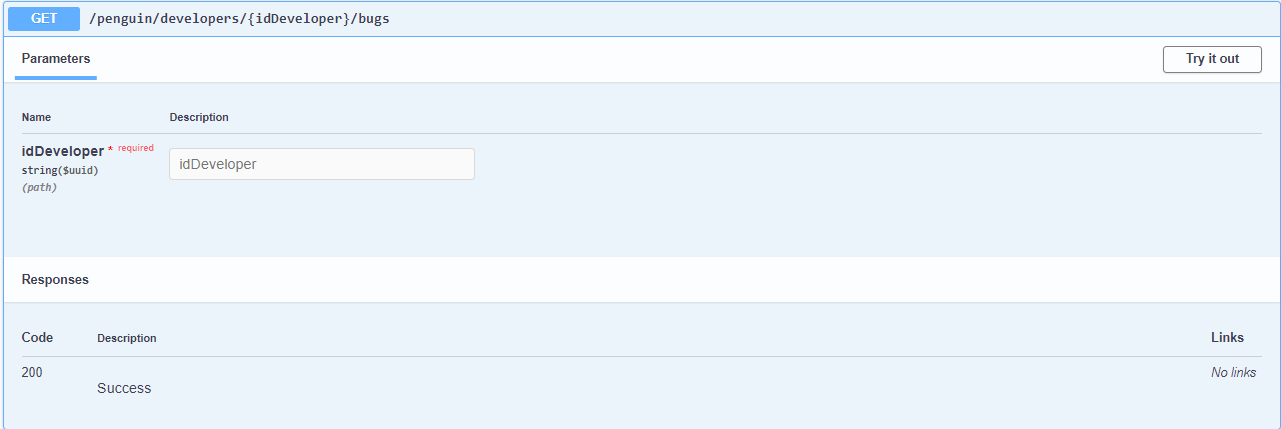 GET /penguin/developers/{idDeveloper}/bugs
Parameters Try it out
Name Description
idDeveloper * required
string($uuid)
(path)
idDeveloper
Responses
Code Description Links
200 No links
Success